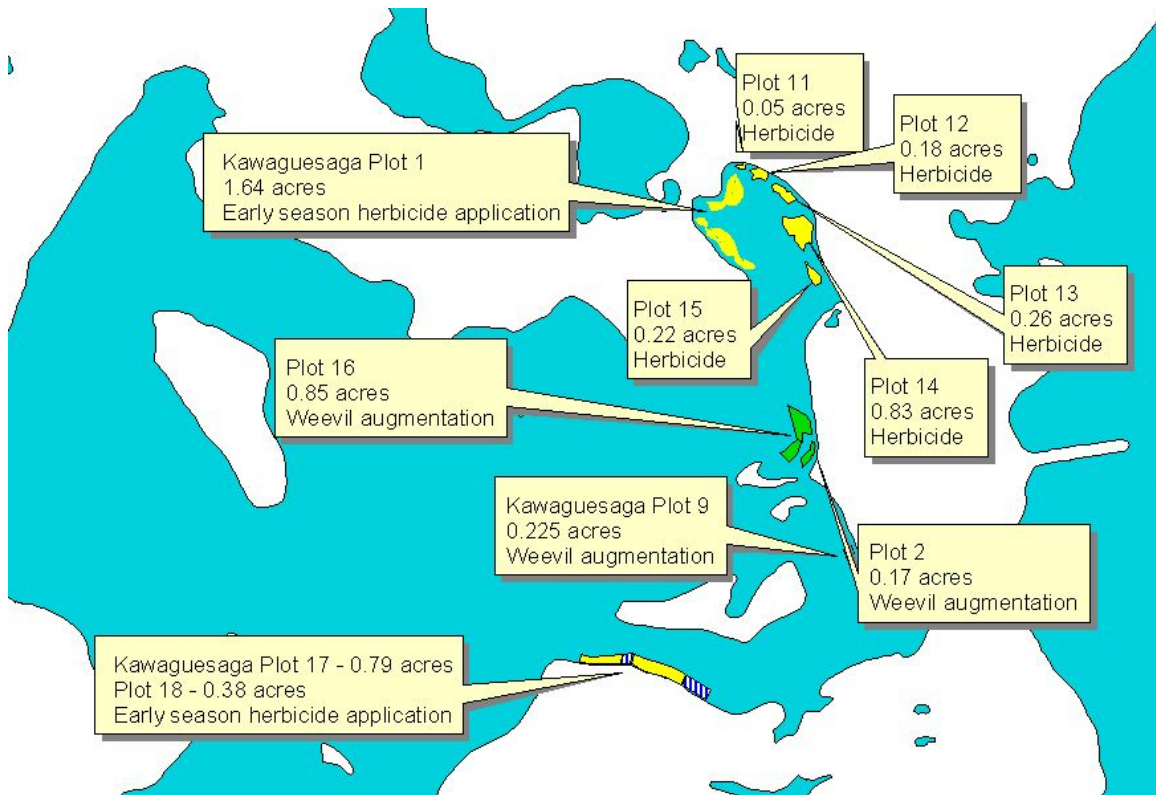 Plot 11
0.05 acres
Herbicide
Plot 12
0.18 acres
Herbicide
Kawaguesaga Plot 1
1.64 acres
Early season herbicide application
Plot 13
0.26 acres
Herbicide
Plot 15
0.22 acres
Herbicide
Plot 16
0.85 acres
Weevil augmentation
Plot 14
0.83 acres
Herbicide
Kawaguesaga Plot 9
0.225 acres
Weevil augmentation
Plot 2
0.17 acres
Weevil augmentation
Kawaguesaga Plot 17 - 0.79 acres
Plot 18 - 0.38 acres
Early season herbicide application